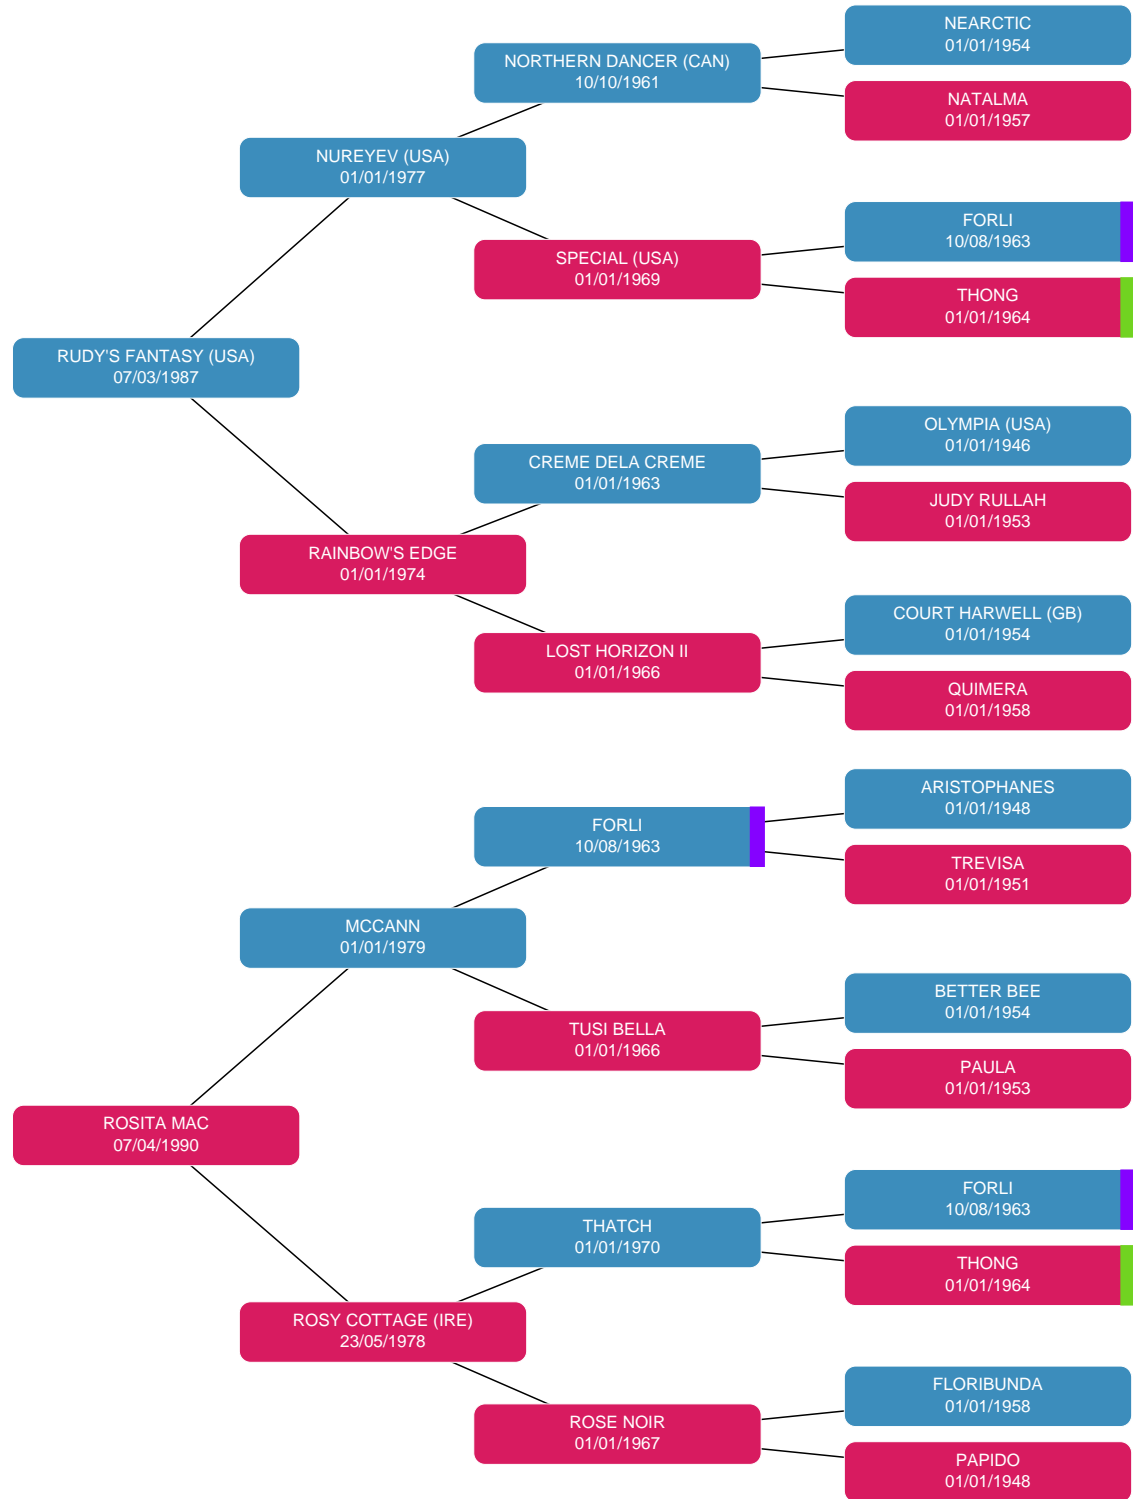 NEARCTIC
01/01/1954
NORTHERN DANCER (CAN)
10/10/1961
NATALMA
01/01/1957
NUREYEV (USA)
01/01/1977
FORLI
10/08/1963
SPECIAL (USA)
01/01/1969
THONG
01/01/1964
RUDY'S FANTASY (USA)
07/03/1987
OLYMPIA (USA)
01/01/1946
CREME DELA CREME
01/01/1963
JUDY RULLAH
01/01/1953
RAINBOW'S EDGE
01/01/1974
COURT HARWELL (GB)
01/01/1954
LOST HORIZON II
01/01/1966
QUIMERA
01/01/1958
ARISTOPHANES
01/01/1948
FORLI
10/08/1963
TREVISA
01/01/1951
MCCANN
01/01/1979
BETTER BEE
01/01/1954
TUSI BELLA
01/01/1966
PAULA
01/01/1953
ROSITA MAC
07/04/1990
FORLI
10/08/1963
THATCH
01/01/1970
THONG
01/01/1964
ROSY COTTAGE (IRE)
23/05/1978
FLORIBUNDA
01/01/1958
ROSE NOIR
01/01/1967
PAPIDO
01/01/1948